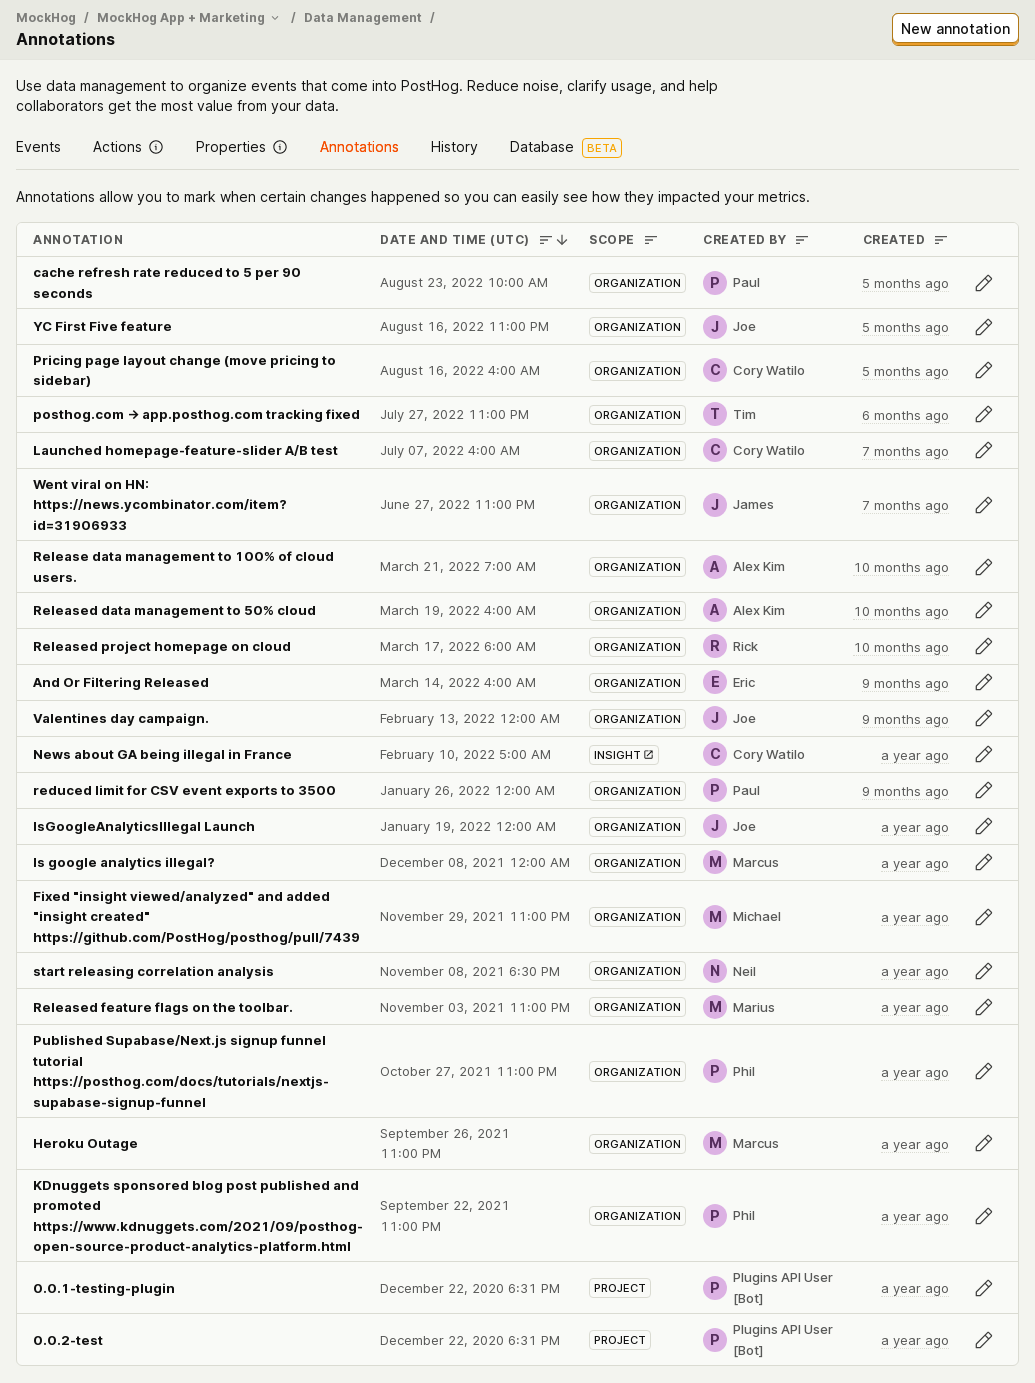 MockHog / MockHog App + Marketing / Data Management /
Annotations
New annotation
Use data management to organize events that come into PostHog. Reduce noise, clarify usage, and help
collaborators get the most value from your data.
Events Actions Properties Annotations History Database BETA
Annotations allow you to mark when certain changes happened so you can easily see how they impacted your metrics.
ANNOTATION DATE AND TIME (UTC) SCOPE CREATED BY CREATED
cache refresh rate reduced to 5 per 90
seconds
August 23, 2022 10:00 AM ORGANIZATION P Paul 5 months ago
YC First Five feature August 16, 2022 11:00 PM ORGANIZATION J Joe 5 months ago
Pricing page layout change (move pricing to
sidebar)
August 16, 2022 4:00 AM ORGANIZATION C Cory Watilo 5 months ago
posthog.com → app.posthog.com tracking fixed July 27, 2022 11:00 PM ORGANIZATION T Tim 6 months ago
Launched homepage-feature-slider A/B test July 07, 2022 4:00 AM ORGANIZATION C Cory Watilo 7 months ago
Went viral on HN:
https://news.ycombinator.com/item?
id=31906933
June 27, 2022 11:00 PM ORGANIZATION J James 7 months ago
Release data management to 100% of cloud
users.
March 21, 2022 7:00 AM ORGANIZATION A Alex Kim 10 months ago
Released data management to 50% cloud March 19, 2022 4:00 AM ORGANIZATION A Alex Kim 10 months ago
Released project homepage on cloud March 17, 2022 6:00 AM ORGANIZATION R Rick 10 months ago
And Or Filtering Released March 14, 2022 4:00 AM ORGANIZATION E Eric 9 months ago
Valentines day campaign. February 13, 2022 12:00 AM ORGANIZATION J Joe 9 months ago
News about GA being illegal in France February 10, 2022 5:00 AM INSIGHT C Cory Watilo a year ago
reduced limit for CSV event exports to 3500 January 26, 2022 12:00 AM ORGANIZATION P Paul 9 months ago
IsGoogleAnalyticsIllegal Launch January 19, 2022 12:00 AM ORGANIZATION J Joe a year ago
Is google analytics illegal? December 08, 2021 12:00 AM ORGANIZATION M Marcus a year ago
Fixed "insight viewed/analyzed" and added
"insight created"
https://github.com/PostHog/posthog/pull/7439
November 29, 2021 11:00 PM ORGANIZATION M Michael a year ago
start releasing correlation analysis November 08, 2021 6:30 PM ORGANIZATION N Neil a year ago
Released feature flags on the toolbar. November 03, 2021 11:00 PM ORGANIZATION M Marius a year ago
Published Supabase/Next.js signup funnel
tutorial
https://posthog.com/docs/tutorials/nextjs-
supabase-signup-funnel
October 27, 2021 11:00 PM ORGANIZATION P Phil a year ago
Heroku Outage September 26, 2021
11:00 PM ORGANIZATION M Marcus a year ago
KDnuggets sponsored blog post published and
promoted
https://www.kdnuggets.com/2021/09/posthog-
open-source-product-analytics-platform.html
September 22, 2021
11:00 PM ORGANIZATION P Phil a year ago
0.0.1-testing-plugin December 22, 2020 6:31 PM PROJECT P Plugins API User
[Bot] a year ago
0.0.2-test December 22, 2020 6:31 PM PROJECT P Plugins API User
[Bot] a year ago